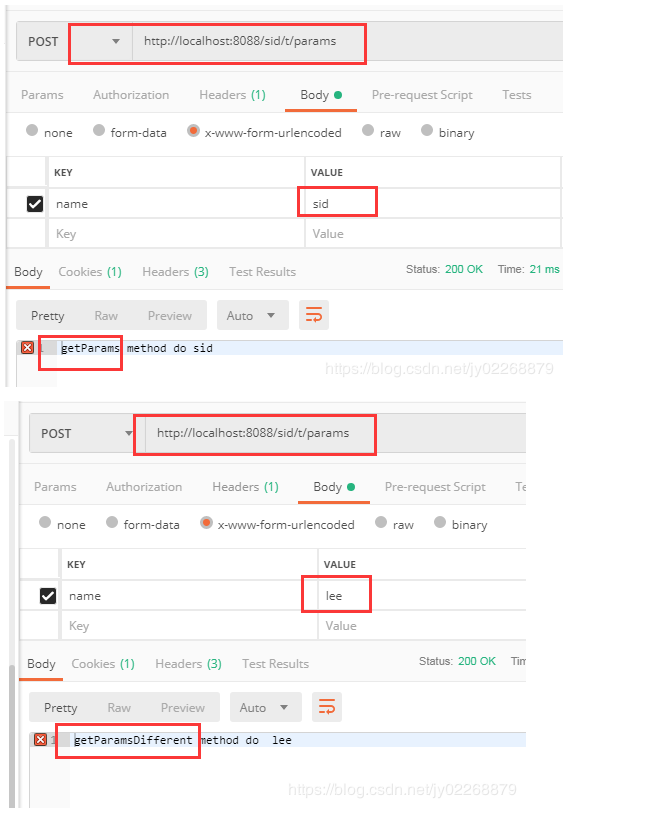 POST http://localhost:8088/sid/t/params
Params Authorization Headers (1) Body Pre-request Script Tests
none form-data x-www-form-urlencoded raw binary
KEY VALUE
name sid
Key Value
Body Cookies (1) Headers (3) Test Results Status: 200 OK Time: 21 ms
Pretty Raw Preview Auto
getParams method do sid
https://blog.csdn.net/jy02268879
POST http://localhost:8088/sid/t/params
Params Authorization Headers (1) Body Pre-request Script Te
none form-data x-www-form-urlencoded raw binary
KEY VALUE
name lee
Key Value
Body Cookies (1) Headers (3) Test Results Status: 200 OK Tim
Pretty Raw Preview Auto
1 getParamsDifferent method do lee
https://blog.csdn.net/jy02268879